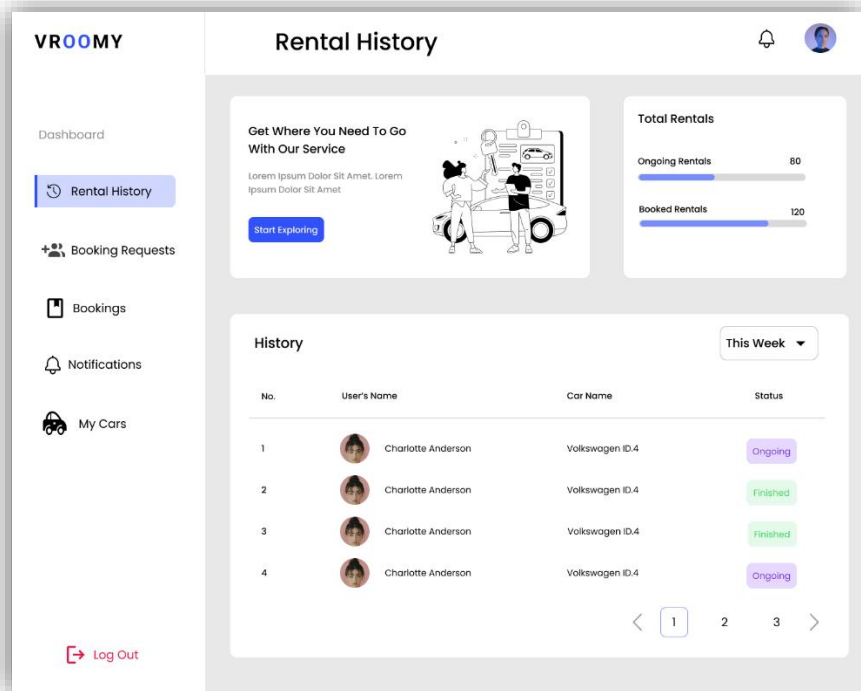 VROOMY
Rental History
Dashboard
Rental History
Booking Requests
Bookings
Notifications
My Cars
Log Out
Get Where You Need To Go
With Our Service
Lorem Ipsum Dolor Sit Amet. Lorem
Ipsum Dolor Sit Amet
Start Exploring
Total Rentals
Ongoing Rentals 80
Booked Rentals 120
History
This Week
No. User's Name Car Name Status
1 Charlotte Anderson Volkswagen ID.4 Ongoing
2 Charlotte Anderson Volkswagen ID.4 Finished
3 Charlotte Anderson Volkswagen ID.4 Finished
4 Charlotte Anderson Volkswagen ID.4 Ongoing
1 2 3